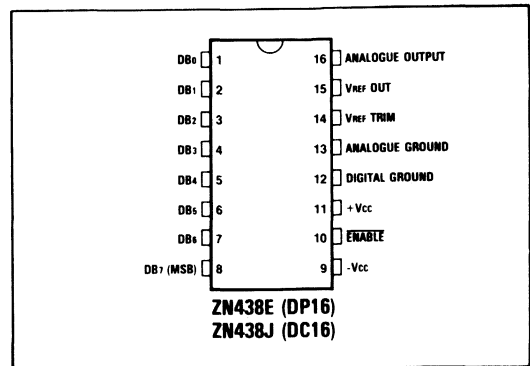 DB0 1 16 ANALOGUE OUTPUT
DB1 2 15 VREF OUT
DB2 3 14 VREF TRIM
DB3 4 13 ANALOGUE GROUND
DB4 5 12 DIGITAL GROUND
DB5 6 11 +VCC
DB6 7 10 ENABLE
DB7 (MSB) 8 9 -VCC
ZN438E (DP16)
ZN438J (DC16)